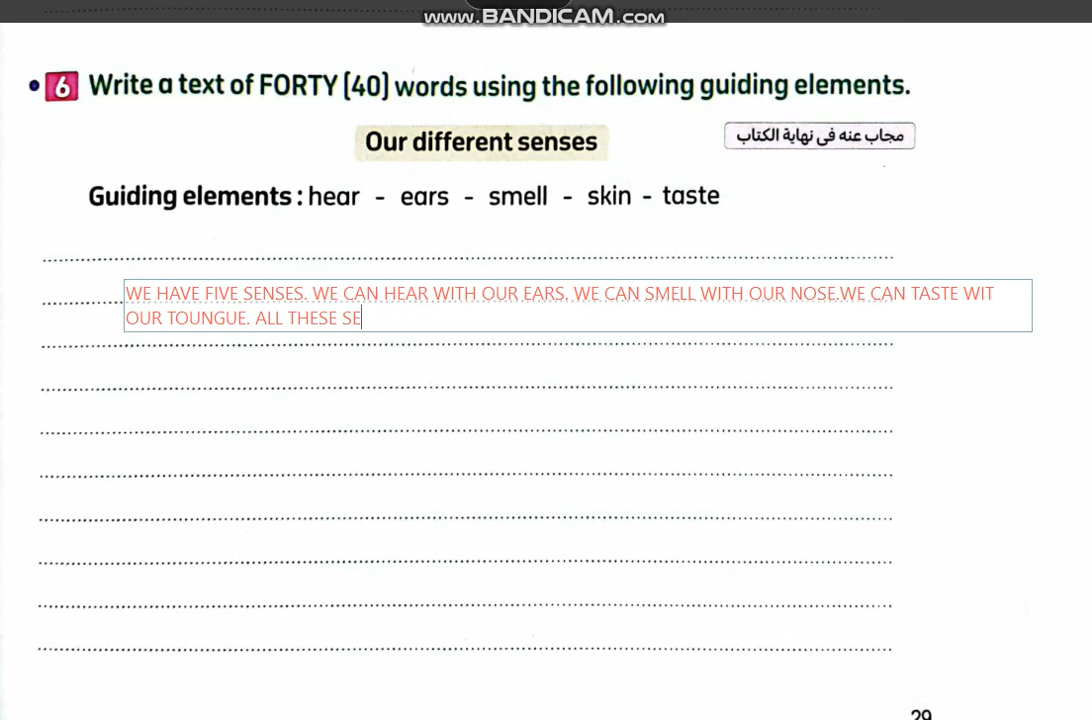 www.BANDICAM.com
6 Write a text of FORTY (40) words using the following guiding elements.
Our different senses
مجاب عنه فى نهاية الكتاب
Guiding elements : hear - ears - smell - skin - taste
WE HAVE FIVE SENSES. WE CAN HEAR WITH OUR EARS. WE CAN SMELL WITH OUR NOSE.WE CAN TASTE WIT
OUR TOUNGUE. ALL THESE SE
29